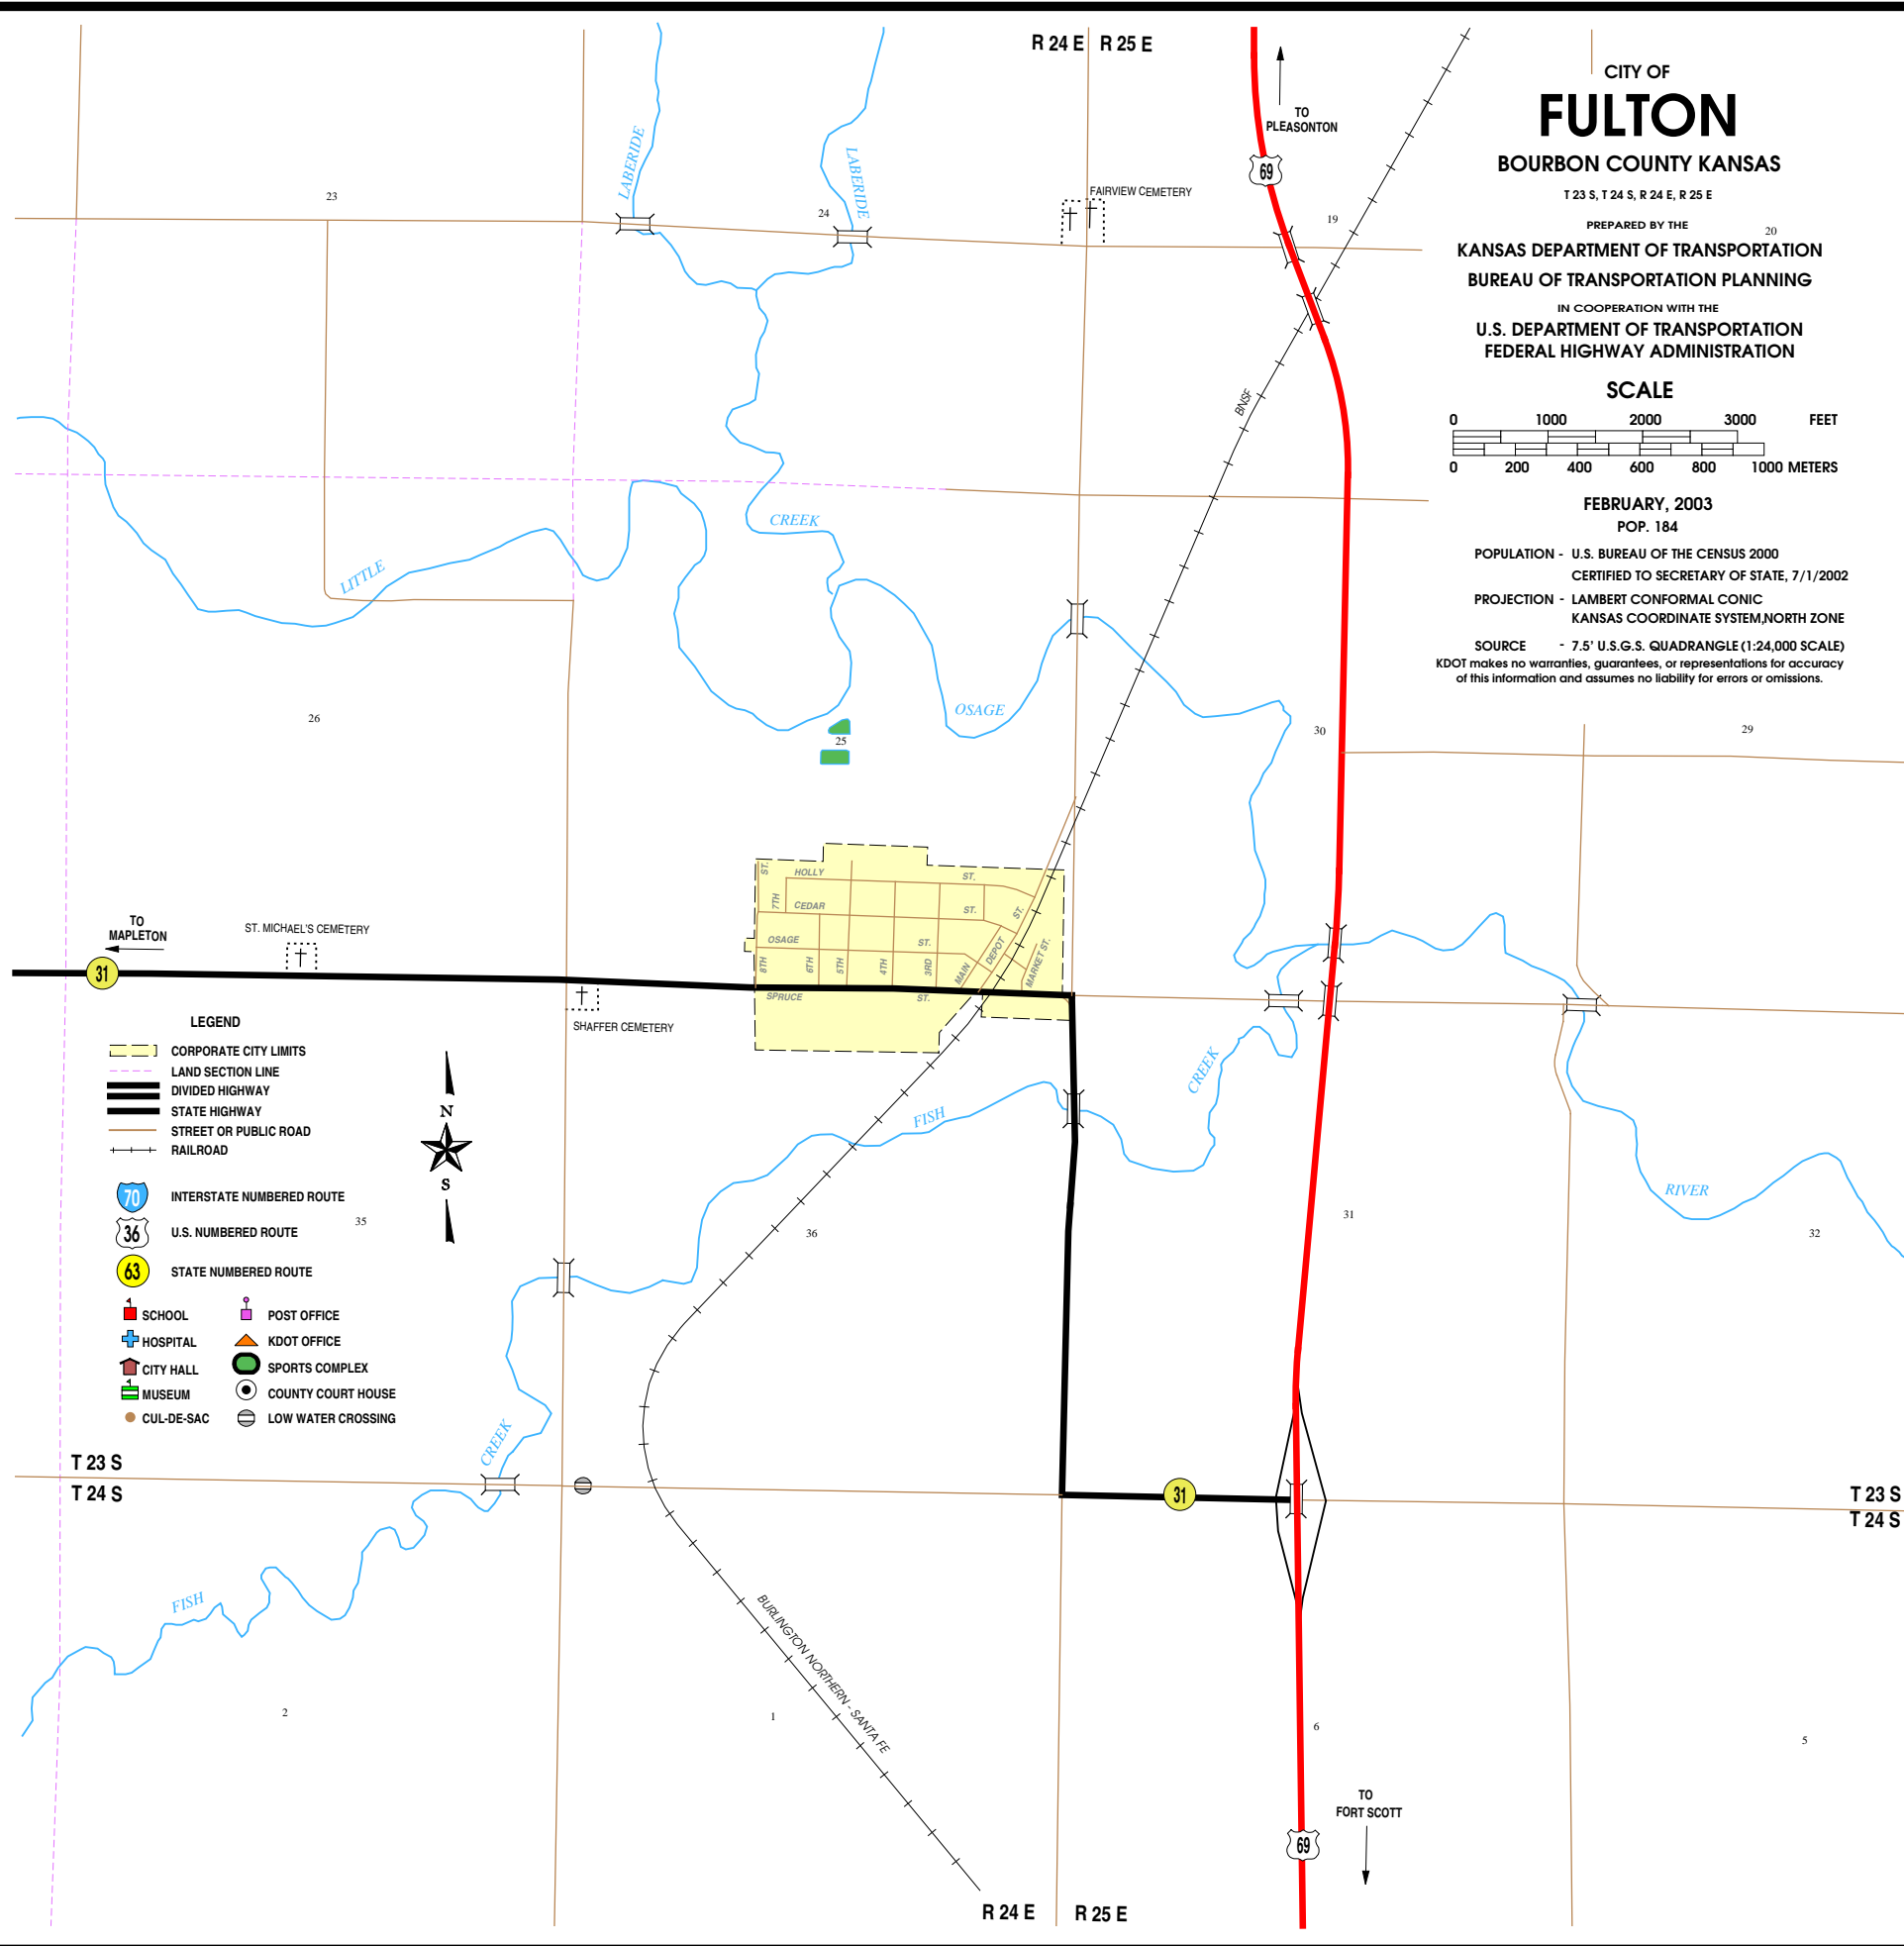 R 24 E R 25 E
TO
PLEASONTON
69
CITY OF
FULTON
BOURBON COUNTY KANSAS
T 23 S, T 24 S, R 24 E, R 25 E
PREPARED BY THE
KANSAS DEPARTMENT OF TRANSPORTATION
BUREAU OF TRANSPORTATION PLANNING
IN COOPERATION WITH THE
U.S. DEPARTMENT OF TRANSPORTATION
FEDERAL HIGHWAY ADMINISTRATION
SCALE
0 1000 2000 3000 FEET
0 200 400 600 800 1000 METERS
FEBRUARY, 2003
POP. 184
POPULATION - U.S. BUREAU OF THE CENSUS 2000
CERTIFIED TO SECRETARY OF STATE, 7/1/2002
PROJECTION - LAMBERT CONFORMAL CONIC
KANSAS COORDINATE SYSTEM,NORTH ZONE
SOURCE - 7.5' U.S.G.S. QUADRANGLE (1:24,000 SCALE)
KDOT makes no warranties, guarantees, or representations for accuracy
of this information and assumes no liability for errors or omissions.
LABERIDE
LABERIDE
23
24
FAIRVIEW CEMETERY
19
20
BNSF
CREEK
LITTLE
OSAGE
26
25
30
29
TO
MAPLETON
ST. MICHAEL'S CEMETERY
31
SHAFFER CEMETERY
ST.
HOLLY ST.
7TH
CEDAR ST.
ST.
OSAGE ST.
8TH
6TH
5TH
4TH
3RD
MAIN
DEPOT
MARKET ST.
SPRUCE ST.
LEGEND
CORPORATE CITY LIMITS
LAND SECTION LINE
DIVIDED HIGHWAY
STATE HIGHWAY
STREET OR PUBLIC ROAD
RAILROAD
70 INTERSTATE NUMBERED ROUTE
36 U.S. NUMBERED ROUTE
63 STATE NUMBERED ROUTE
SCHOOL
HOSPITAL
CITY HALL
MUSEUM
CUL-DE-SAC
POST OFFICE
KDOT OFFICE
SPORTS COMPLEX
COUNTY COURT HOUSE
LOW WATER CROSSING
N
S
FISH
CREEK
RIVER
35
36
31
32
CREEK
T 23 S
T 24 S
31
T 23 S
T 24 S
FISH
BURLINGTON NORTHERN - SANTA FE
2
1
6
5
TO
FORT SCOTT
69
R 24 E R 25 E